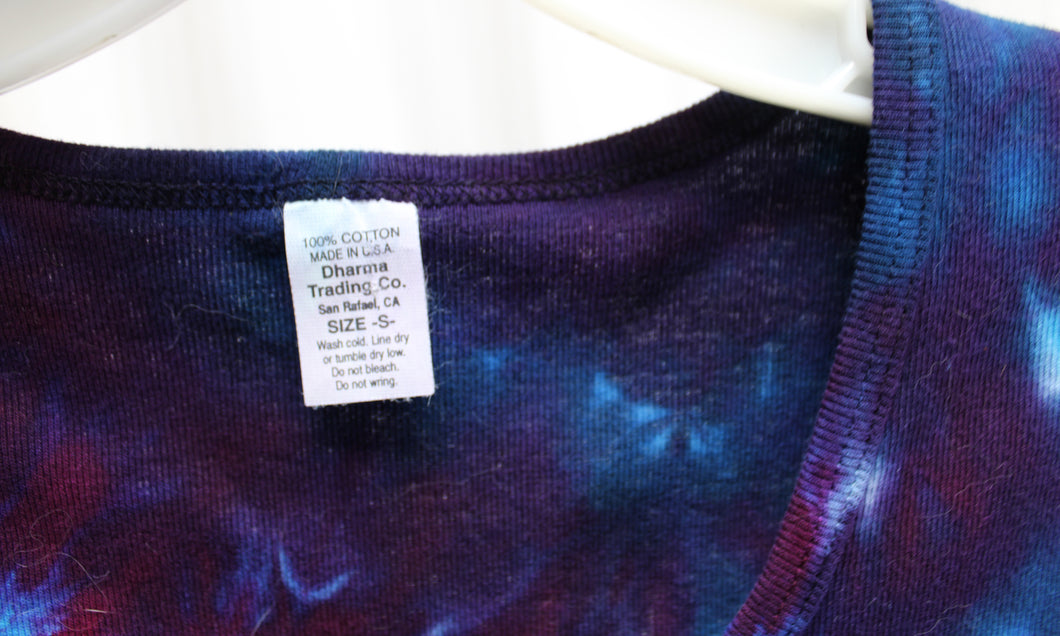 100% COTTON
MADE IN U.S.A.
Dharma
Trading Co.
San Rafael, CA
SIZE -S-
Wash cold. Line dry
or tumble dry low.
Do not bleach.
Do not wring.